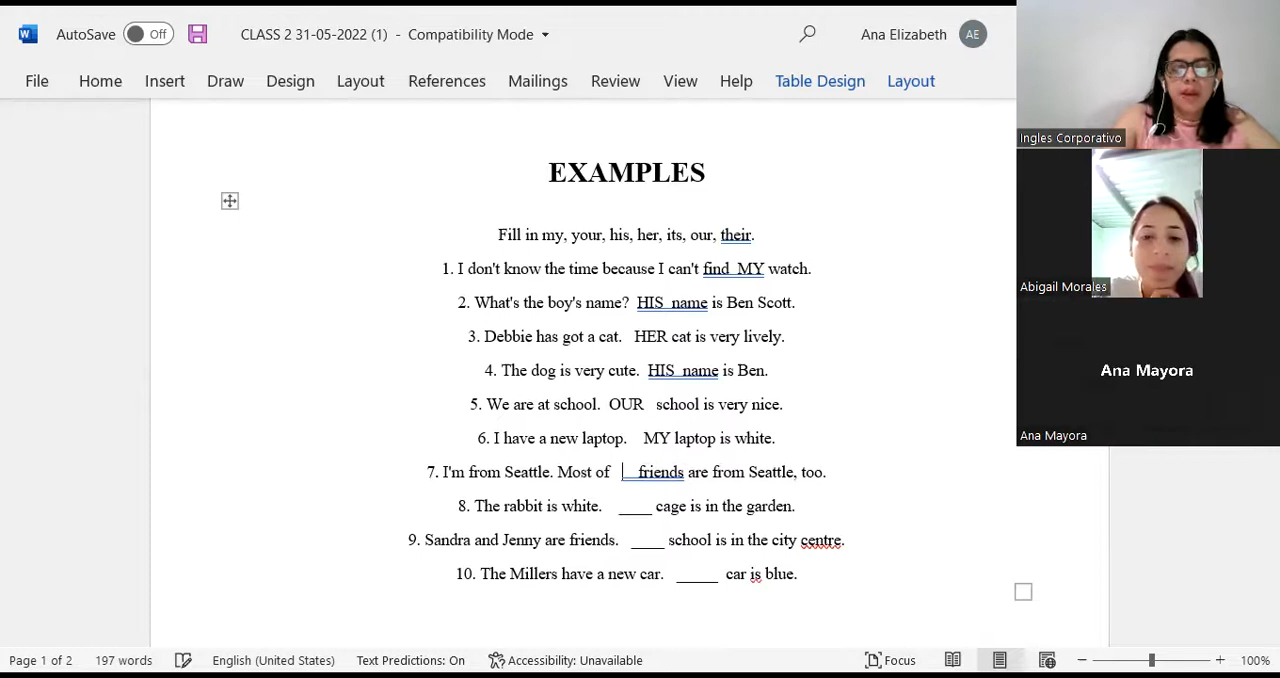 AutoSave Off CLASS 2 31-05-2022 (1) - Compatibility Mode Ana Elizabeth AE
File Home Insert Draw Design Layout References Mailings Review View Help Table Design Layout
Ingles Corporativo
Abigail Morales
Ana Mayora
Ana Mayora
EXAMPLES
Fill in my, your, his, her, its, our, their.
1. I don't know the time because I can't find MY watch.
2. What's the boy's name? HIS name is Ben Scott.
3. Debbie has got a cat. HER cat is very lively.
4. The dog is very cute. HIS name is Ben.
5. We are at school. OUR school is very nice.
6. I have a new laptop. MY laptop is white.
7. I'm from Seattle. Most of __ friends are from Seattle, too.
8. The rabbit is white. ____ cage is in the garden.
9. Sandra and Jenny are friends. ____ school is in the city centre.
10. The Millers have a new car. _____ car is blue.
Page 1 of 2 197 words English (United States) Text Predictions: On Accessibility: Unavailable Focus 100%